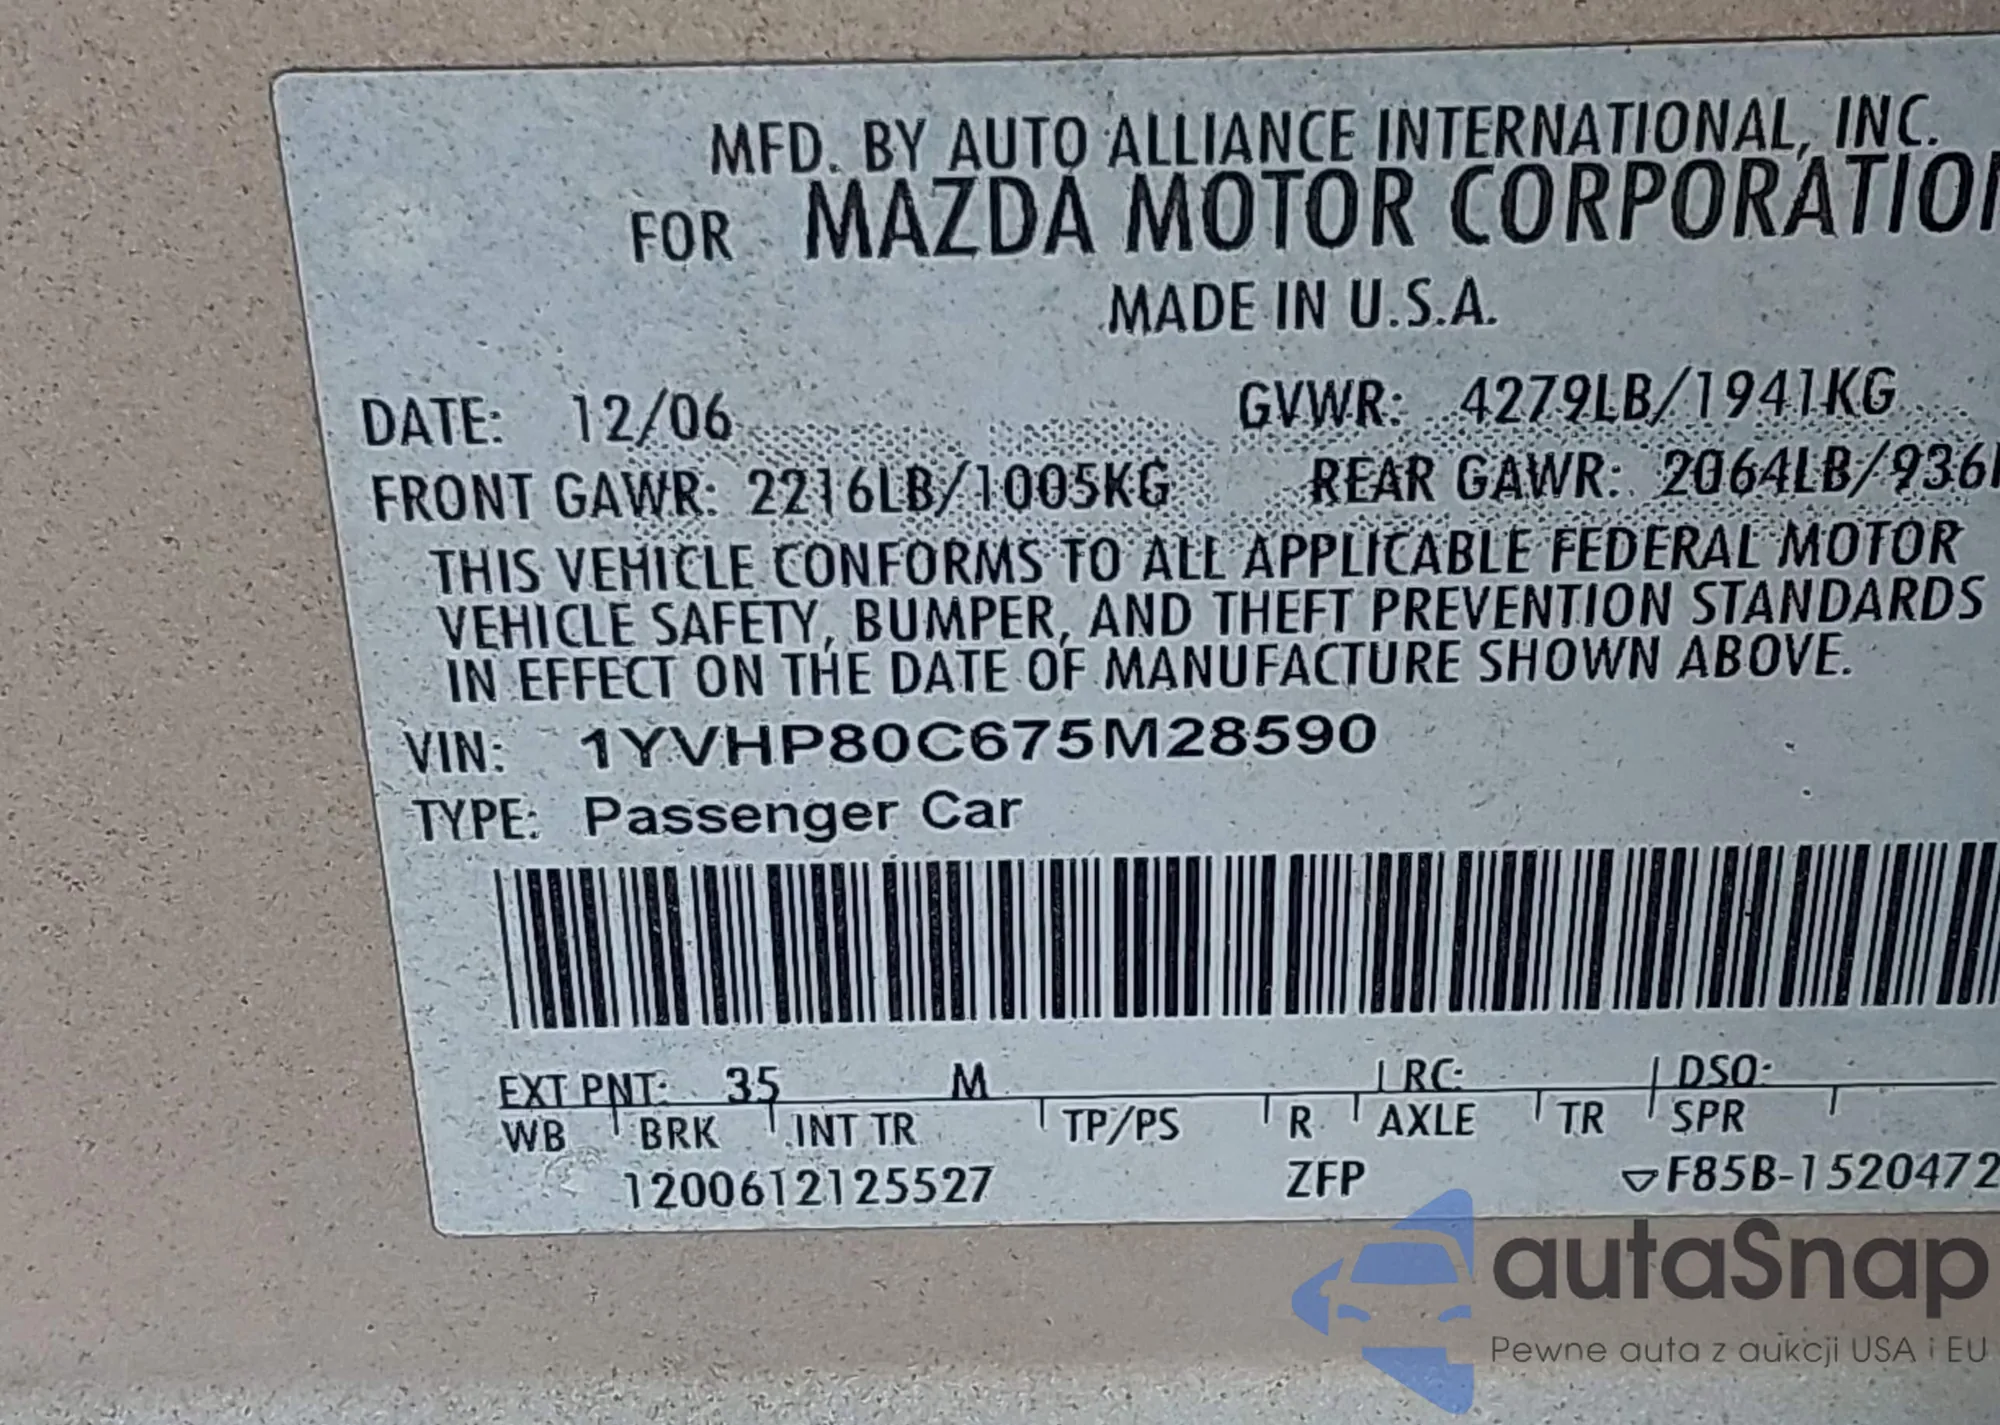 MFD. BY AUTO ALLIANCE INTERNATIONAL, INC.
FOR MAZDA MOTOR CORPORATION
MADE IN U.S.A.
DATE: 12/06 GVWR: 4279LB/1941KG
FRONT GAWR: 2216LB/1005KG REAR GAWR: 2064LB/936K
THIS VEHICLE CONFORMS TO ALL APPLICABLE FEDERAL MOTOR
VEHICLE SAFETY, BUMPER, AND THEFT PREVENTION STANDARDS
IN EFFECT ON THE DATE OF MANUFACTURE SHOWN ABOVE.
VIN: 1YVHP80C675M28590
TYPE: Passenger Car
EXT PNT: 35 M RC: DSO:
WB BRK INT TR TP/PS R AXLE TR SPR
1200612125527 ZFP ▽F85B-1520472
autaSnap
Pewne auta z aukcji USA i EU